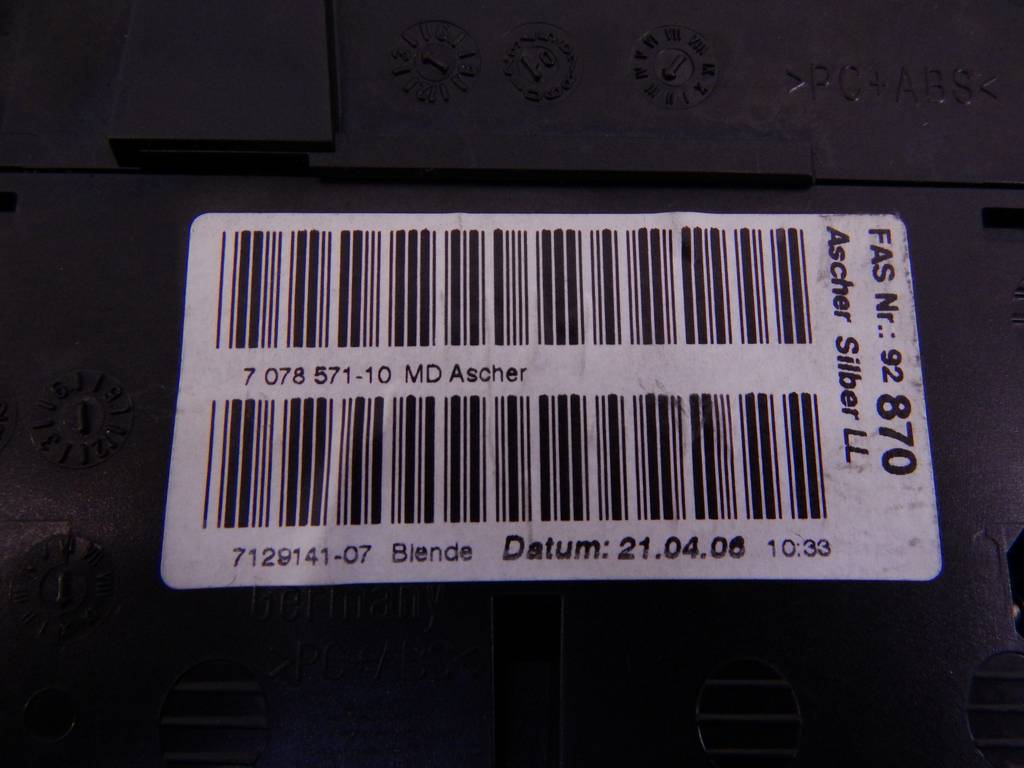 >PC+ABS<
FAS Nr.: 92 870
Ascher Silber LL
7 078 571-10 MD Ascher
7129141-07 Blende Datum: 21.04.06 10:33
Germany
>PC+ABS<